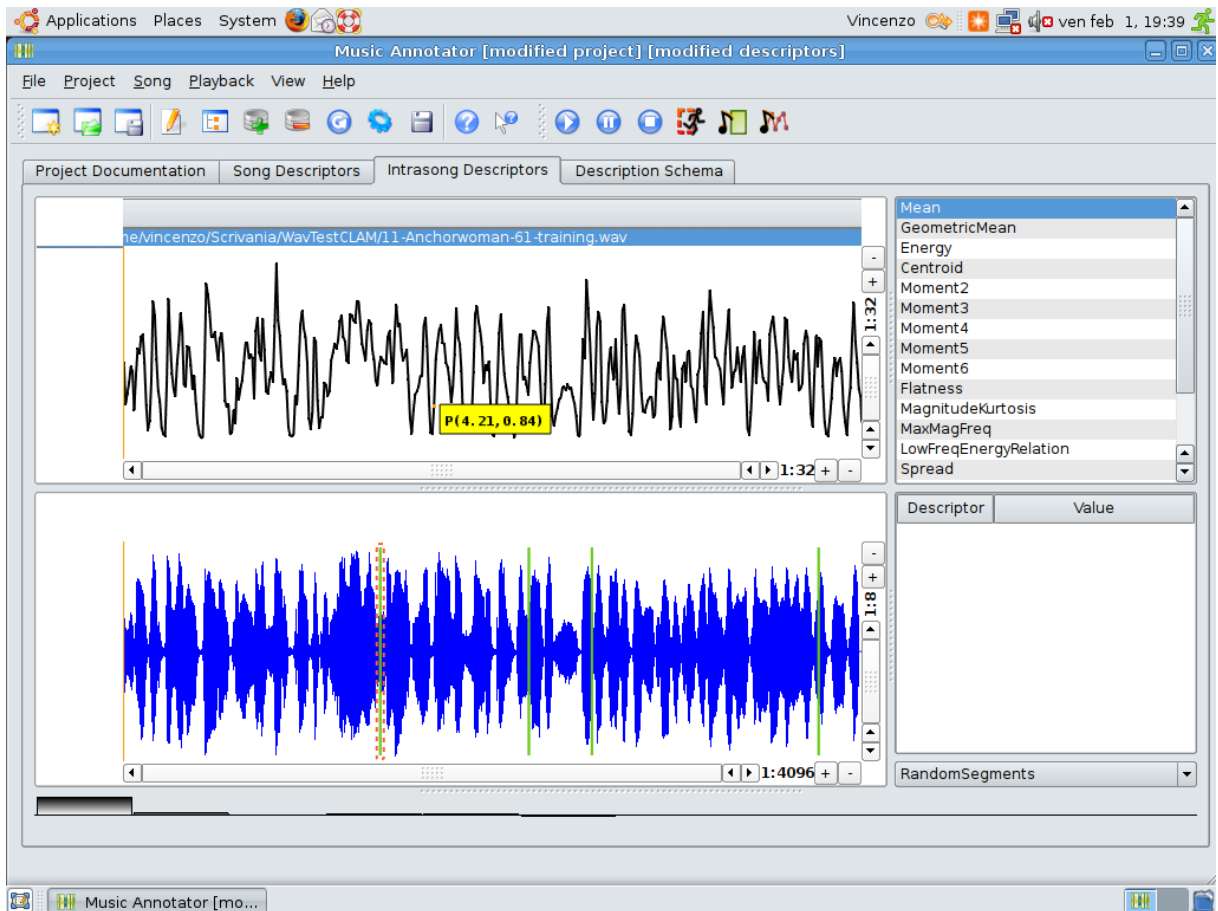 Applications Places System Vincenzo ven feb 1, 19:39
Music Annotator [modified project] [modified descriptors]
File Project Song Playback View Help
Project Documentation Song Descriptors Intrasong Descriptors Description Schema
ne/vincenzo/Scrivania/WavTestCLAM/11-Anchorwoman-61-training.wav
- 
+
1:32
P(4.21,0.84)
1:32 + -
Mean
GeometricMean
Energy
Centroid
Moment2
Moment3
Moment4
Moment5
Moment6
Flatness
MagnitudeKurtosis
MaxMagFreq
LowFreqEnergyRelation
Spread
Descriptor Value
-
+
1:8
1:4096 + -
RandomSegments
Music Annotator [mo...